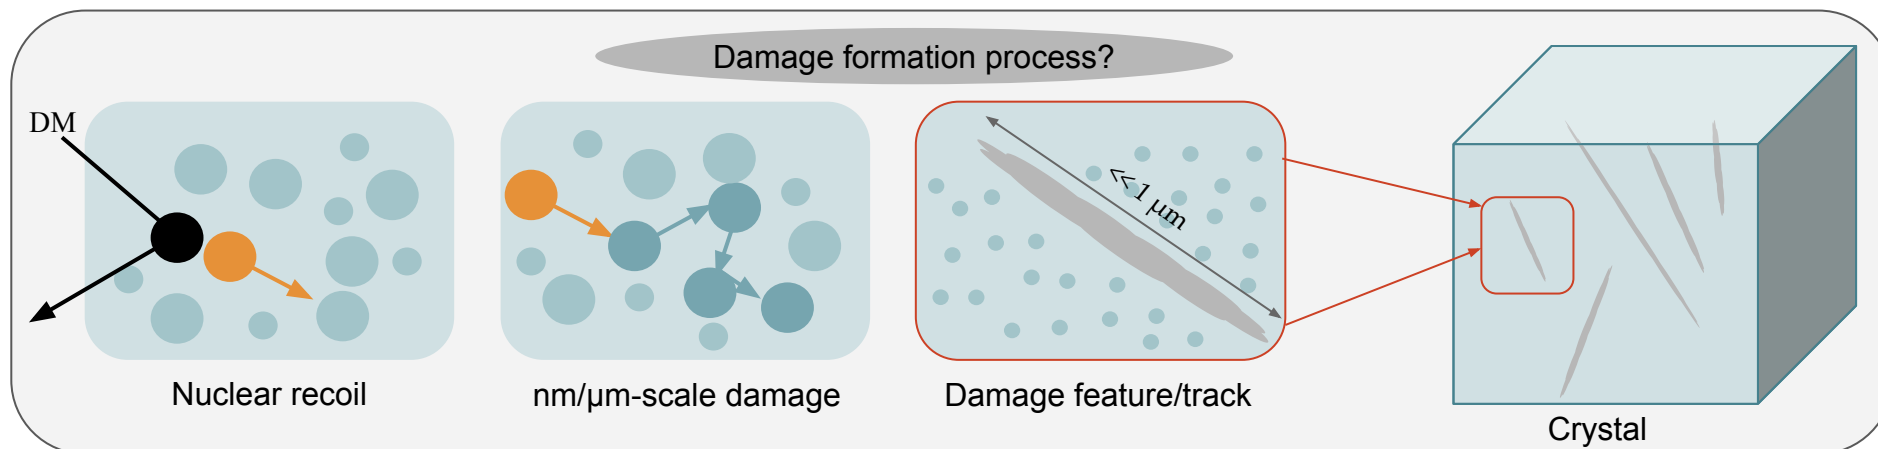 Damage formation process?
DM
<< 1 μm
Nuclear recoil
nm/μm-scale damage
Damage feature/track
Crystal